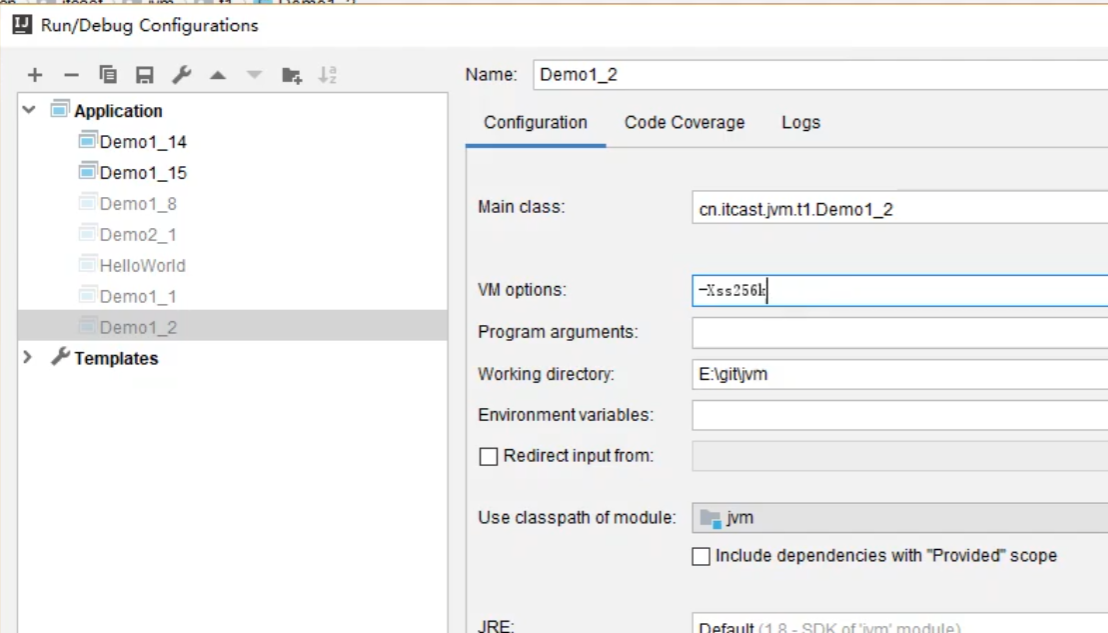 Run/Debug Configurations
Name: Demo1_2
Application
Demo1_14
Demo1_15
Demo1_8
Demo2_1
HelloWorld
Demo1_1
Demo1_2
Templates
Configuration Code Coverage Logs
Main class: cn.itcast.jvm.t1.Demo1_2
VM options: -Xss256k
Program arguments:
Working directory: E:\git\jvm
Environment variables:
Redirect input from:
Use classpath of module: jvm
Include dependencies with "Provided" scope
JRE: Default (1.8 - SDK of 'jvm' module)